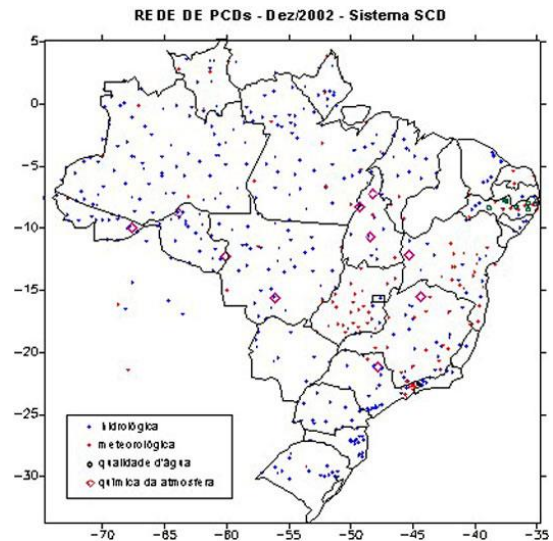 REDE DE PCDs - Dez/2002 - Sistema SCD
5
0
−5
−10
−15
−20
−25
−30
hidrológica
meteorológica
qualidade d'água
química da atmosfera
−70 −65 −60 −55 −50 −45 −40 −35